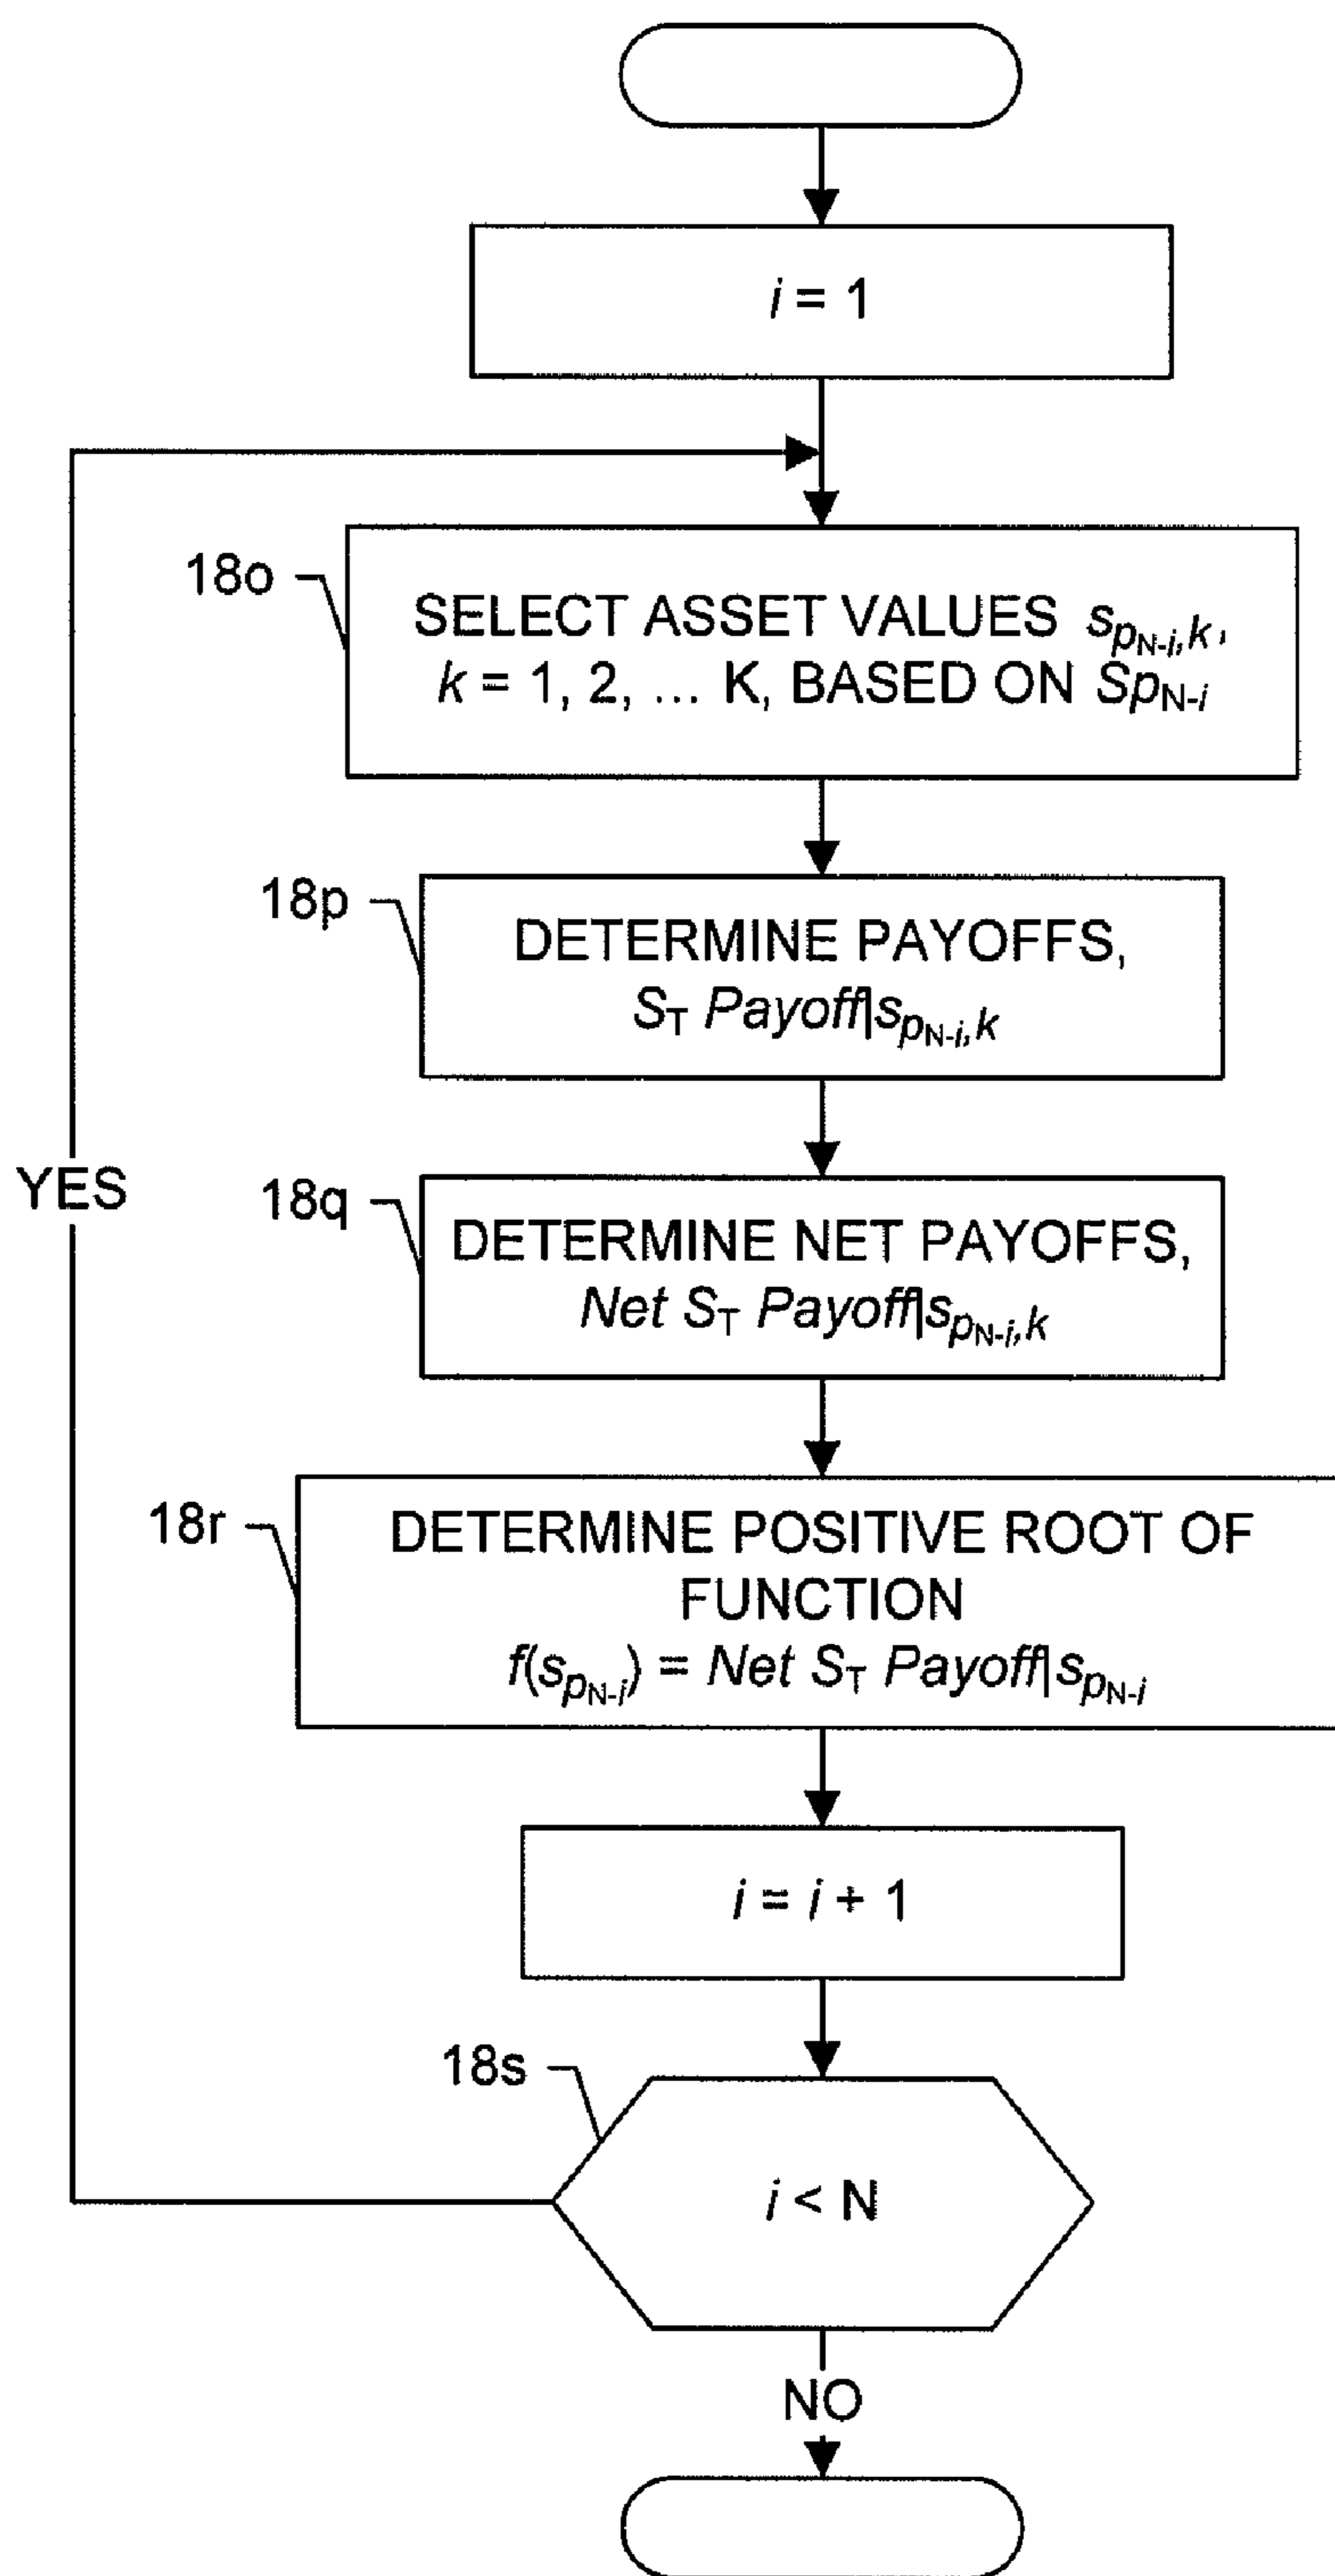 i = 1
18o
SELECT ASSET VALUES s_{p_{N-i},k},
k = 1, 2, ... K, BASED ON Sp_{N-i}
18p
DETERMINE PAYOFFS,
S_T Payoff|s_{p_{N-i},k}
YES
18q
DETERMINE NET PAYOFFS,
Net S_T Payoff|s_{p_{N-i},k}
18r
DETERMINE POSITIVE ROOT OF
FUNCTION
f(s_{p_{N-i}}) = Net S_T Payoff|s_{p_{N-i}}
i = i + 1
18s
i < N
NO